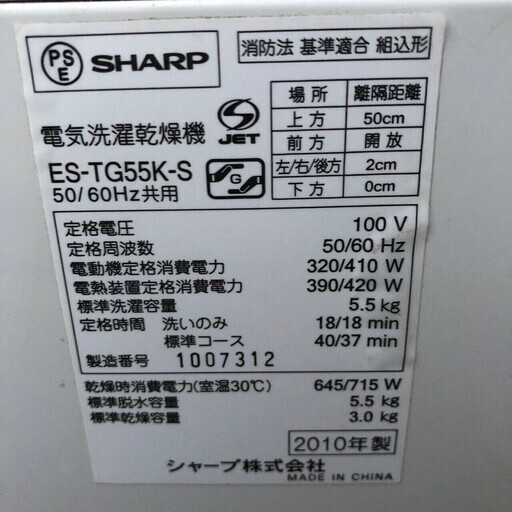 PS
E
SHARP
消防法 基準適合 組込形
電気洗濯乾燥機
S
JET
ES-TG55K-S
50/60Hz共用
G
場所 離隔距離
上方 50cm
前方 開放
左/右/後方 2cm
下方 0cm
定格電圧 100 V
定格周波数 50/60 Hz
電動機定格消費電力 320/410 W
電熱装置定格消費電力 390/420 W
標準洗濯容量 5.5 kg
定格時間 洗いのみ 18/18 min
標準コース 40/37 min
製造番号 1007312
乾燥時消費電力(室温30℃) 645/715 W
標準脱水容量 5.5 kg
標準乾燥容量 3.0 kg
2010年製
シャープ株式会社
MADE IN CHINA